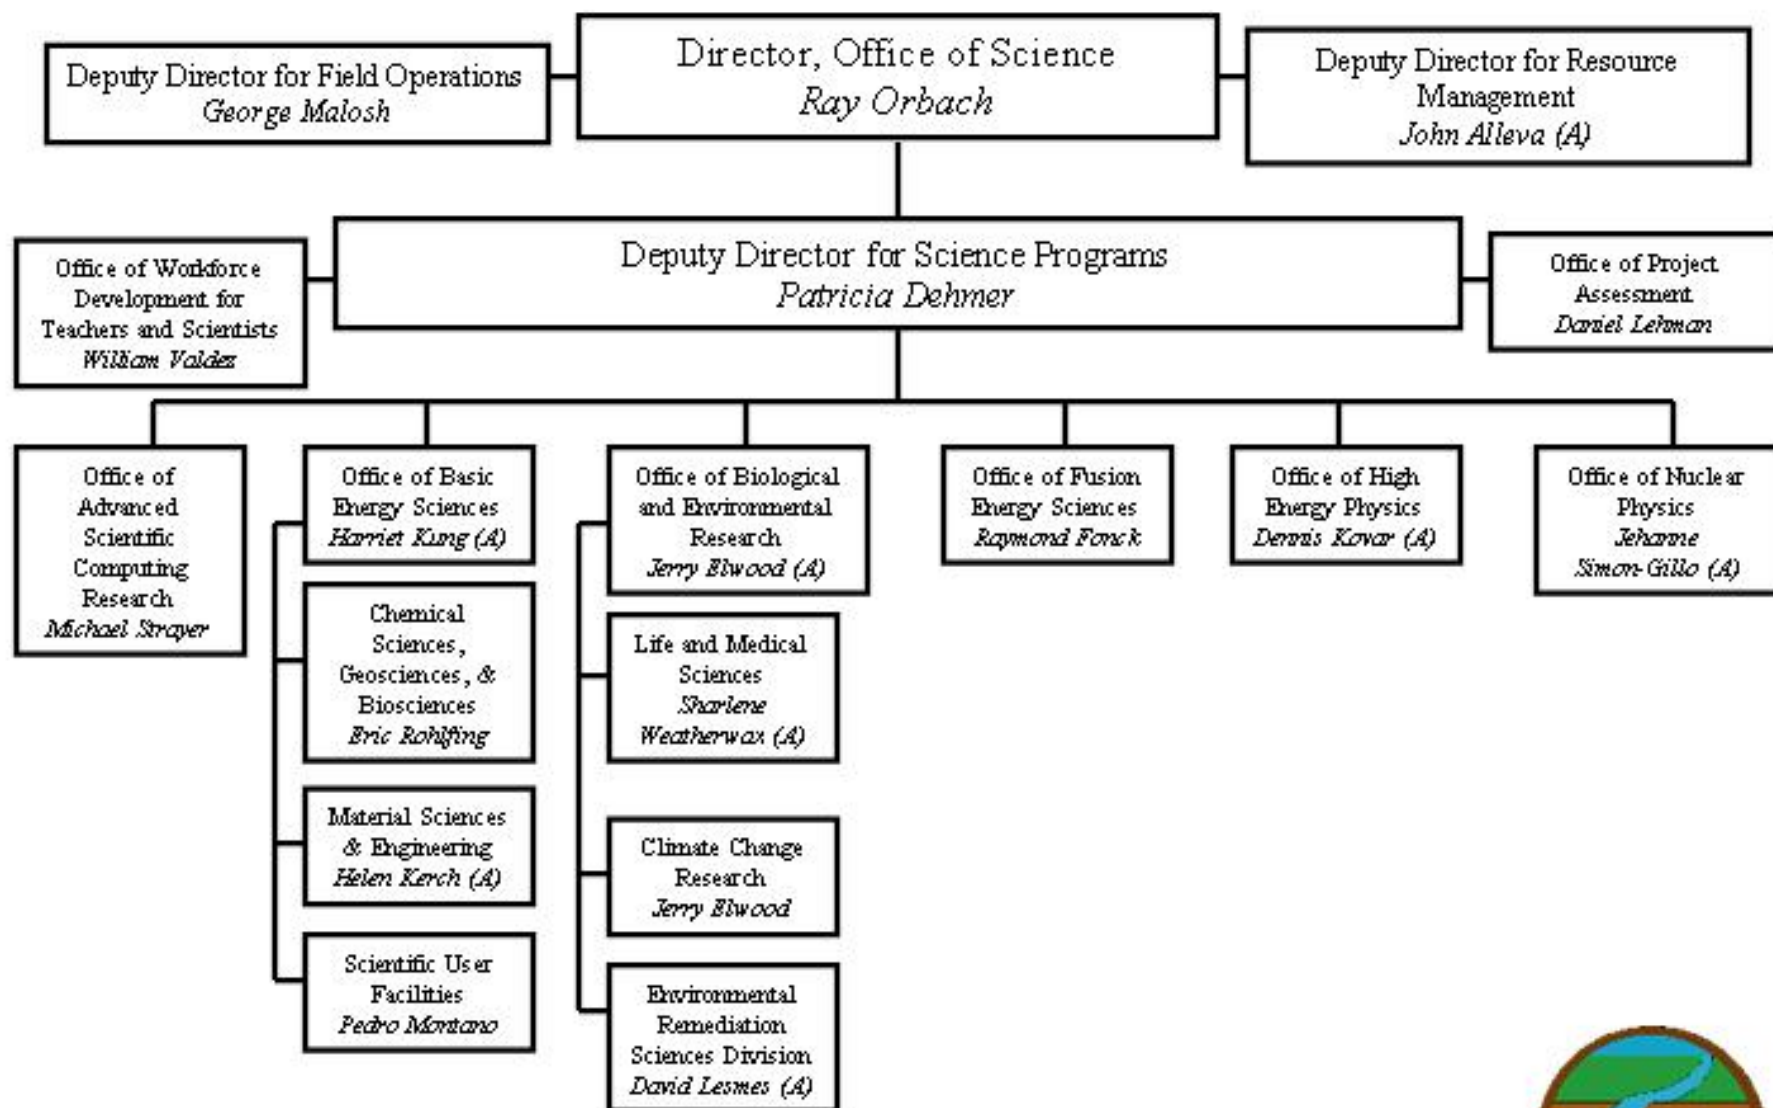 Director, Office of Science
Ray Orbach
Deputy Director for Field Operations
George Malosh
Deputy Director for Resource
Management
John Alleva (A)
Deputy Director for Science Programs
Patricia Dehmer
Office of Workforce
Development for
Teachers and Scientists
William Valdez
Office of Project
Assessment
Daniel Lehman
Office of
Advanced
Scientific
Computing
Research
Michael Strayer
Office of Basic
Energy Sciences
Harriet Kung (A)
Chemical
Sciences,
Geosciences, &
Biosciences
Eric Rohlfing
Material Sciences
& Engineering
Helen Kerch (A)
Scientific User
Facilities
Pedro Montano
Office of Biological
and Environmental
Research
Jerry Elwood (A)
Life and Medical
Sciences
Sharlene
Weatherwax (A)
Climate Change
Research
Jerry Elwood
Environmental
Remediation
Sciences Division
David Lesmes (A)
Office of Fusion
Energy Sciences
Raymond Fonck
Office of High
Energy Physics
Dennis Kovar (A)
Office of Nuclear
Physics
Jehanne
Simon-Gillo (A)